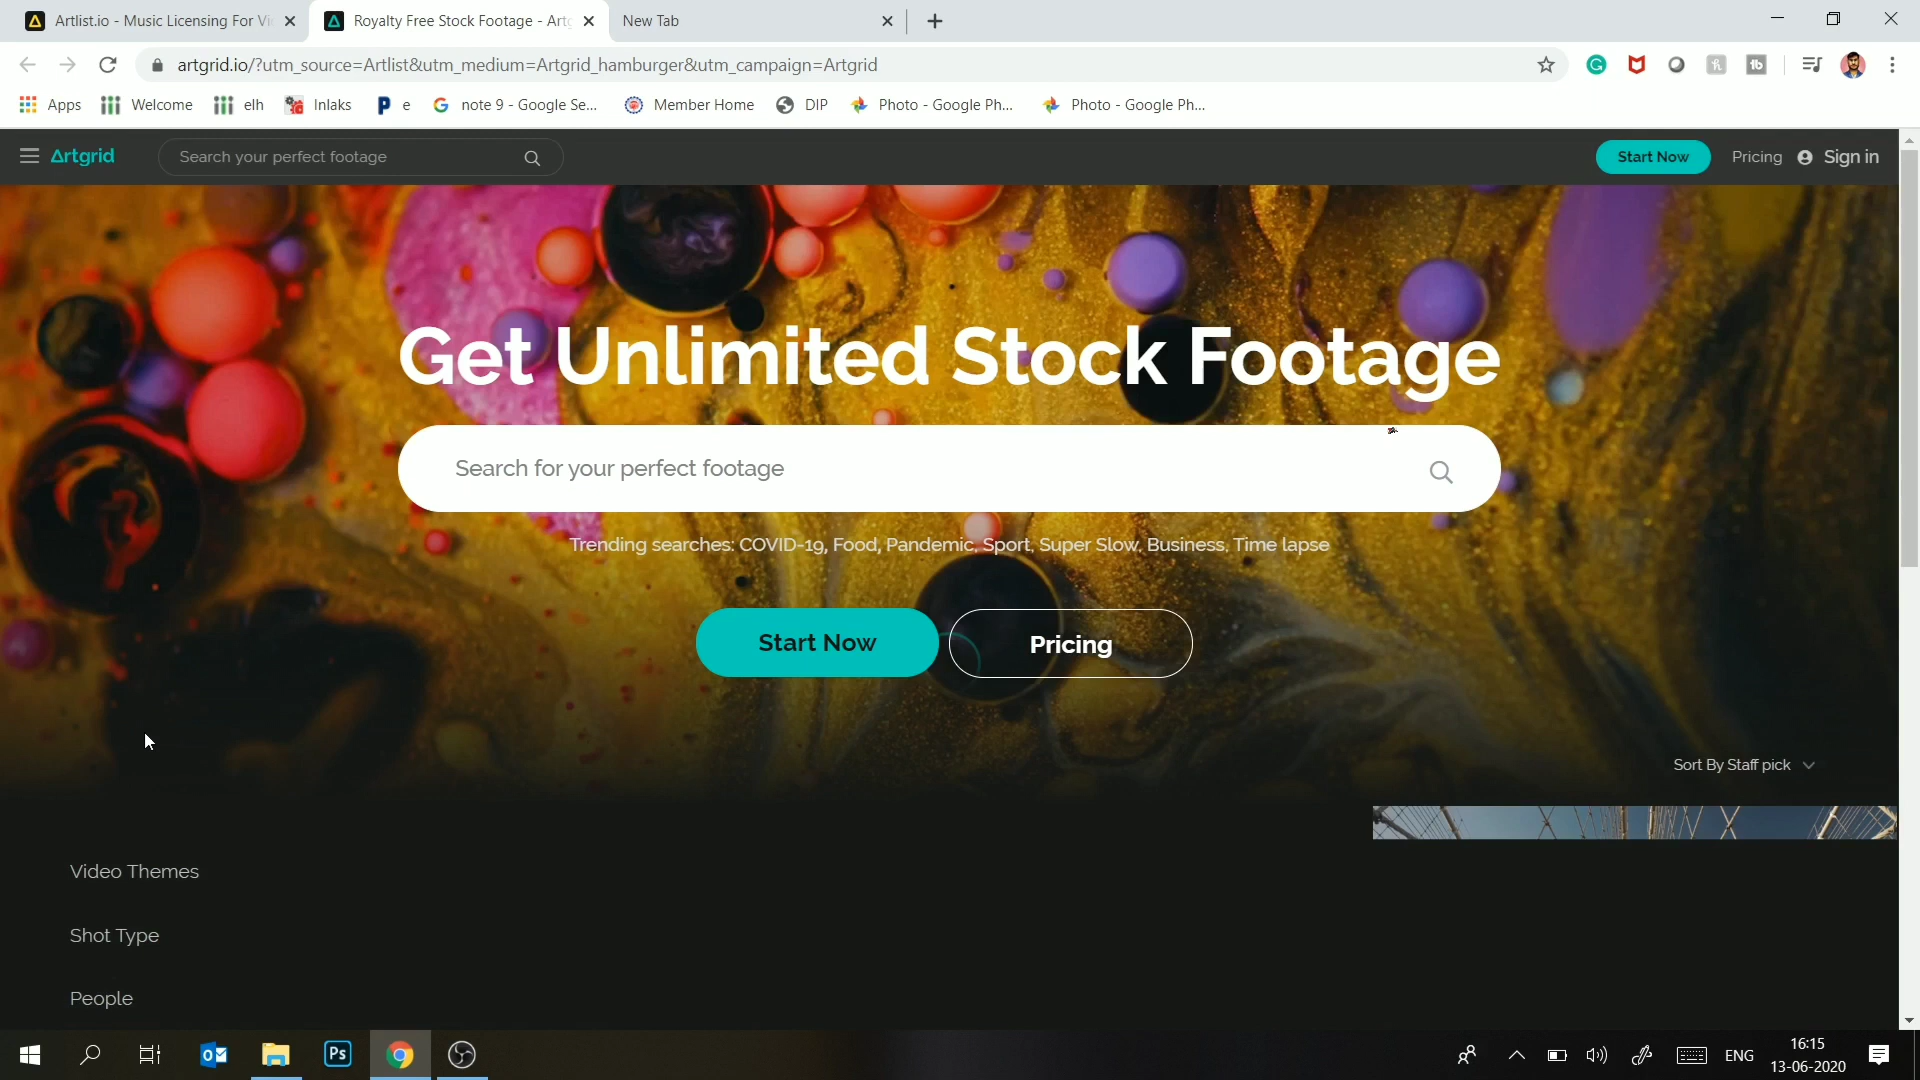 Artlist.io - Music Licensing For Vi
Royalty Free Stock Footage - Artg
New Tab
artgrid.io/?utm_source=Artlist&utm_medium=Artgrid_hamburger&utm_campaign=Artgrid
Apps
Welcome
elh
Inlaks
e
note 9 - Google Se...
Member Home
DIP
Photo - Google Ph...
Photo - Google Ph...
Artgrid
Search your perfect footage
Start Now
Pricing
Sign in
Get Unlimited Stock Footage
Search for your perfect footage
Trending searches: COVID-19, Food, Pandemic, Sport, Super Slow, Business, Time lapse
Start Now
Pricing
Sort By Staff pick
Video Themes
Shot Type
People
Ps
ENG
16:15
13-06-2020